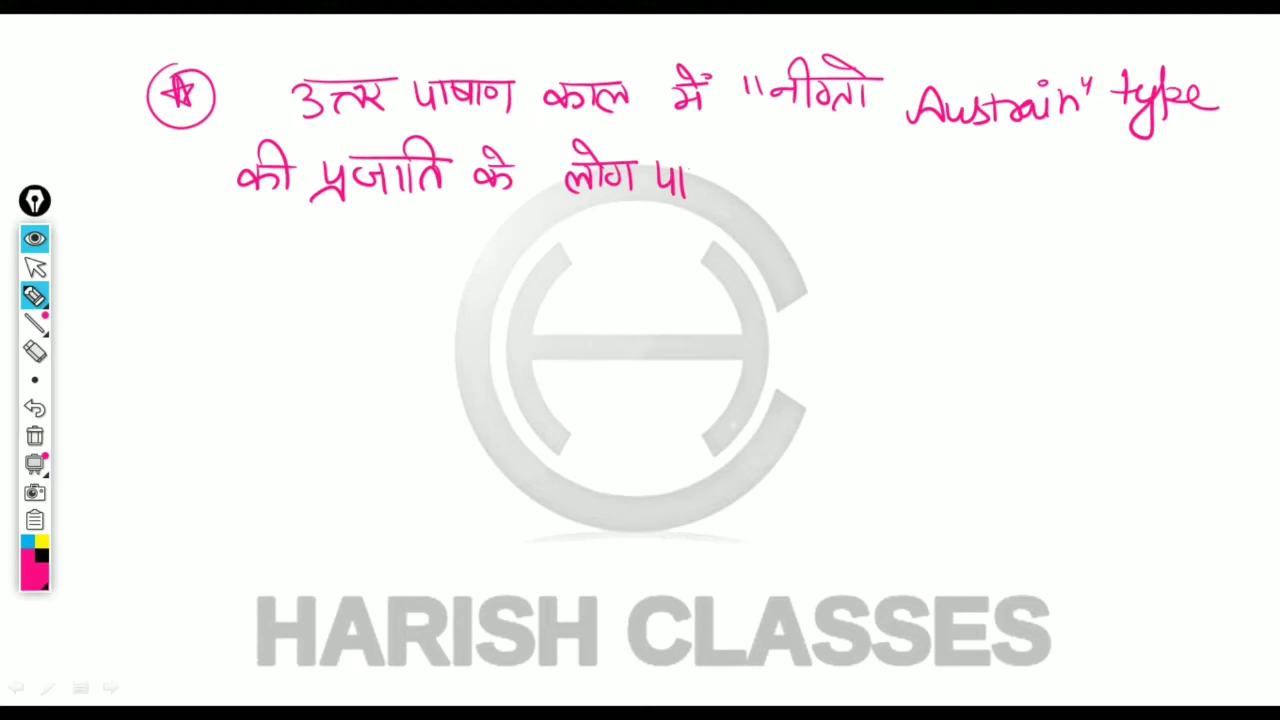 उत्तर पाषाण काल में "नीग्रो Austrain" type
की प्रजाति के लोग पा
HARISH CLASSES